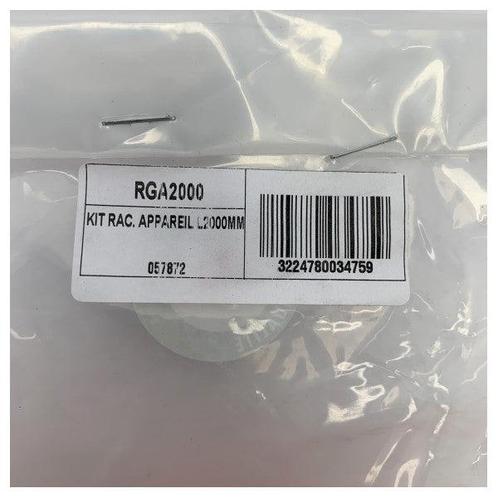 RGA2000
KIT RAC. APPAREIL L2000MM
057872
3224780034759